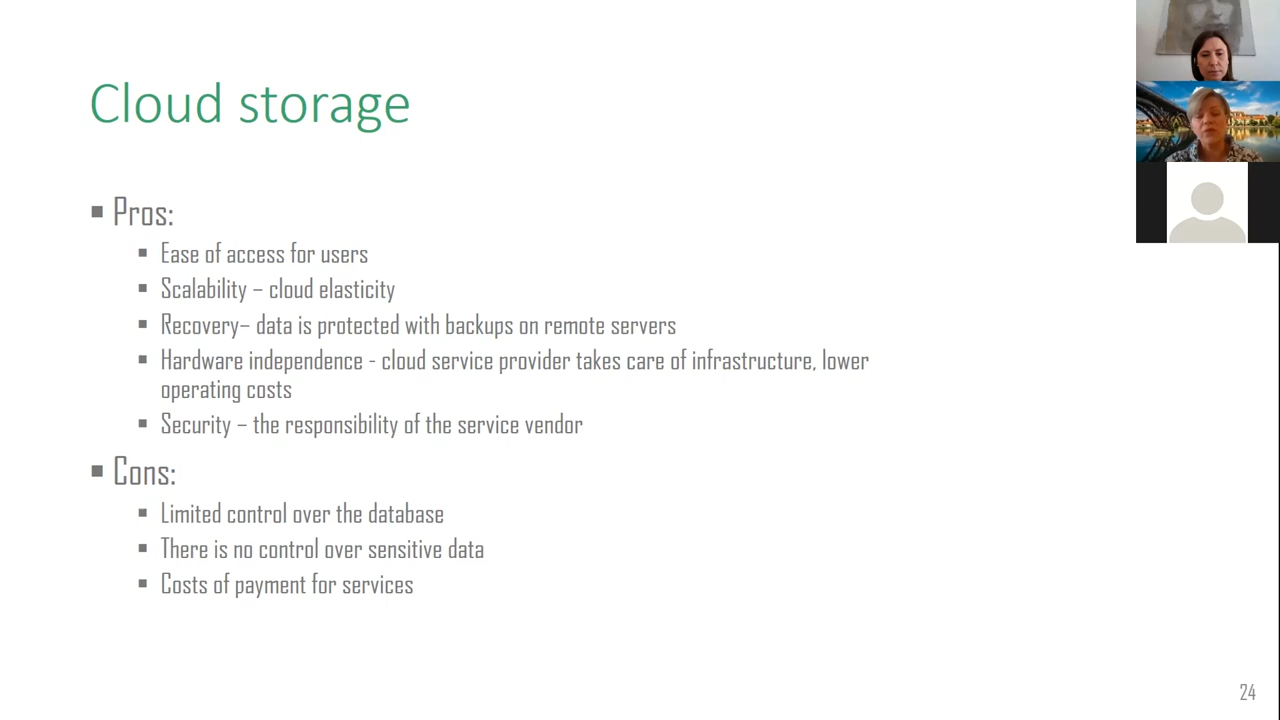 Cloud storage
Pros:
Ease of access for users
Scalability – cloud elasticity
Recovery– data is protected with backups on remote servers
Hardware independence - cloud service provider takes care of infrastructure, lower
operating costs
Security – the responsibility of the service vendor
Cons:
Limited control over the database
There is no control over sensitive data
Costs of payment for services
24